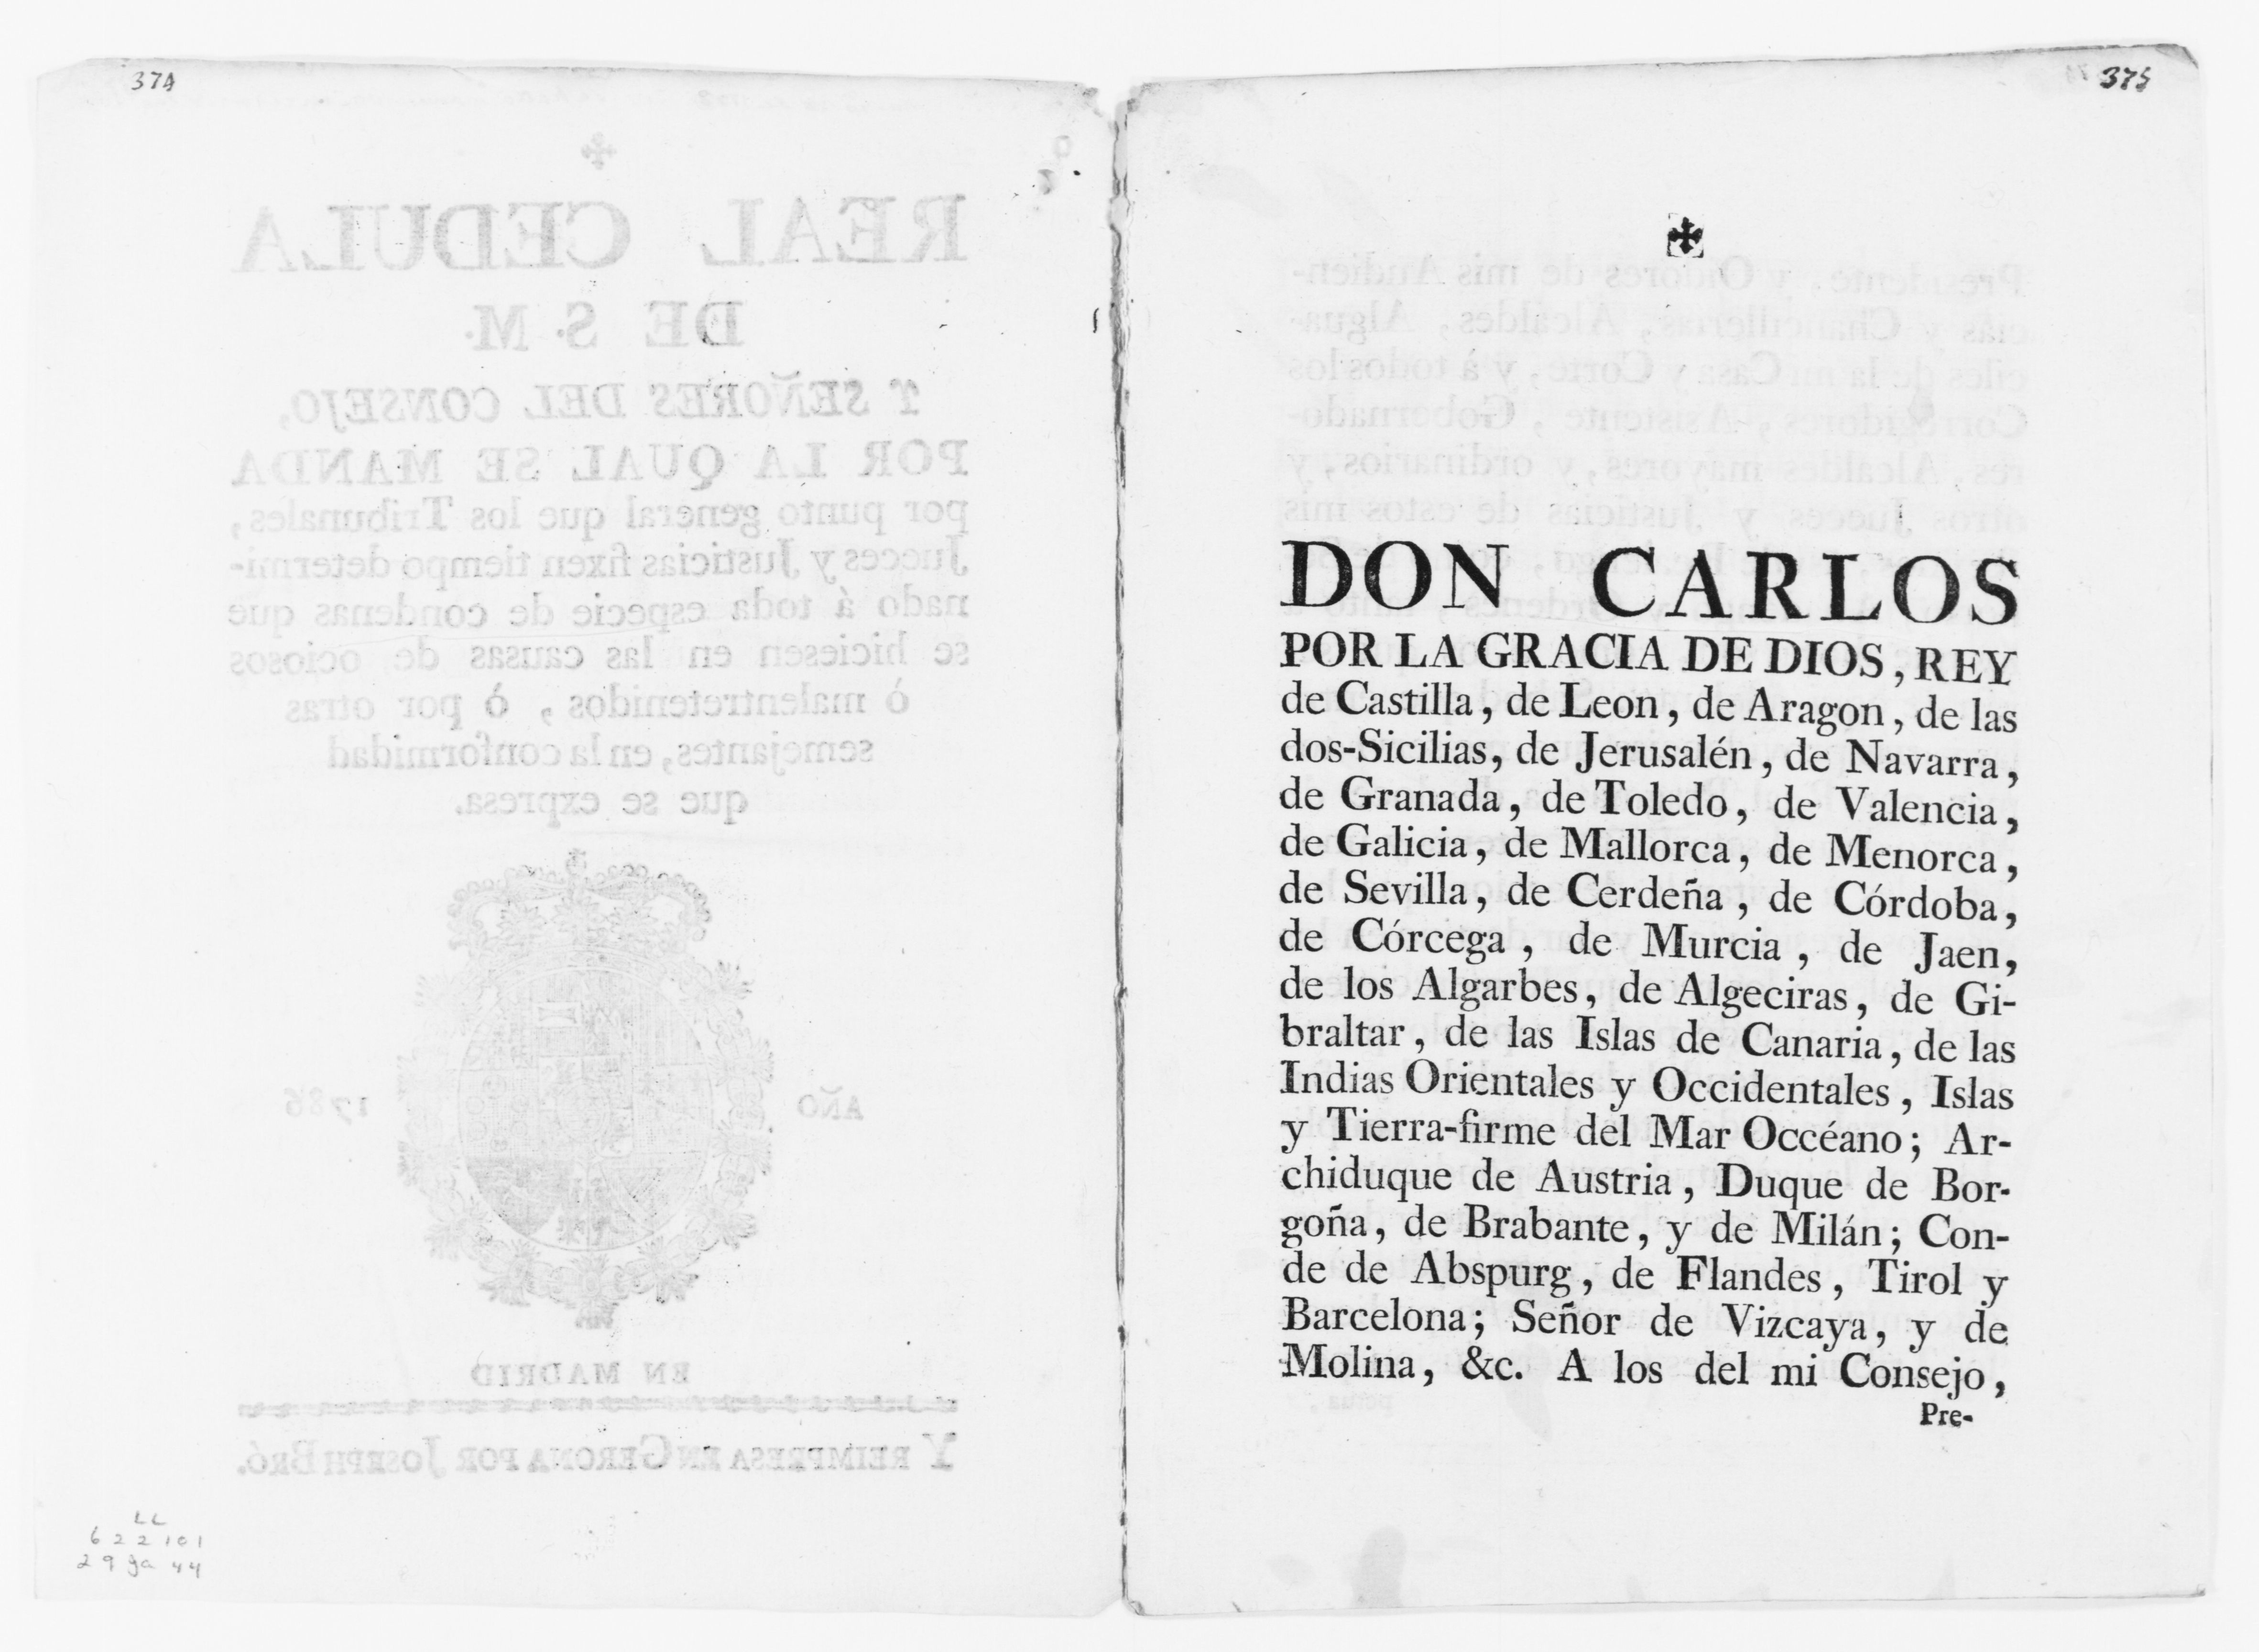 374
REAL CEDULA
DE S. M.
Y SEÑORES DEL CONSEJO,
POR LA QUAL SE MANDA
por punto general que los Tribunales,
Jueces y Justicias fixen tiempo determi-
nado á toda especie de condenas que
se hiciesen en las causas de ociosos
ò malentretenidos, ò por otras
semejantes, en la conformidad
que se expresa.
AÑO 1786
EN MADRID
Y REIMPRESA EN GERONA POR JOSEPH BRÓ.
LL
622101
29 ga 44
375
DON CARLOS
POR LA GRACIA DE DIOS, REY
de Castilla, de Leon, de Aragon, de las
dos-Sicilias, de Jerusalén, de Navarra,
de Granada, de Toledo, de Valencia,
de Galicia, de Mallorca, de Menorca,
de Sevilla, de Cerdeña, de Córdoba,
de Córcega, de Murcia, de Jaen,
de los Algarbes, de Algeciras, de Gi-
braltar, de las Islas de Canaria, de las
Indias Orientales y Occidentales, Islas
y Tierra-firme del Mar Occéano; Ar-
chiduque de Austria, Duque de Bor-
goña, de Brabante, y de Milán; Con-
de de Abspurg, de Flandes, Tirol y
Barcelona; Señor de Vizcaya, y de
Molina, &c. A los del mi Consejo,
Pre-